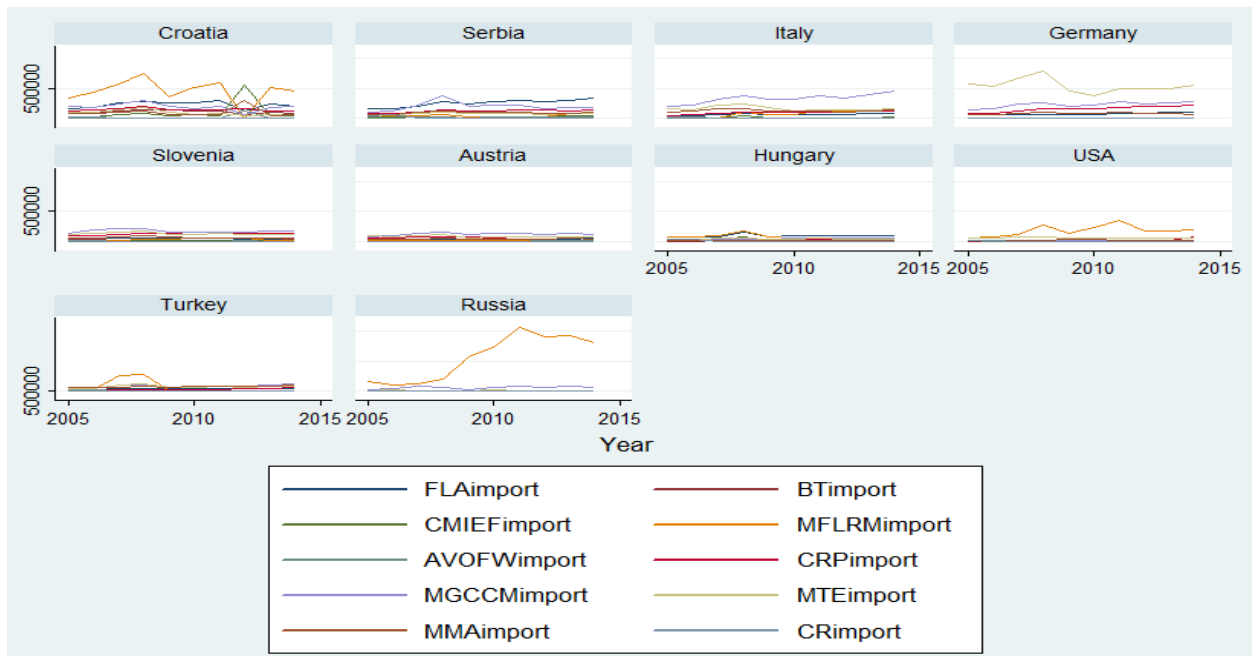 Croatia Serbia Italy Germany
500000
Slovenia Austria Hungary USA
500000
2005 2010 2015 2005 2010 2015
Turkey Russia
500000
2005 2010 2015 2005 2010 2015
Year
FLAimport BTimport
CMIEFimport MFLRMimport
AVOFWimport CRPimport
MGCCMimport MTEimport
MMAimport CRimport